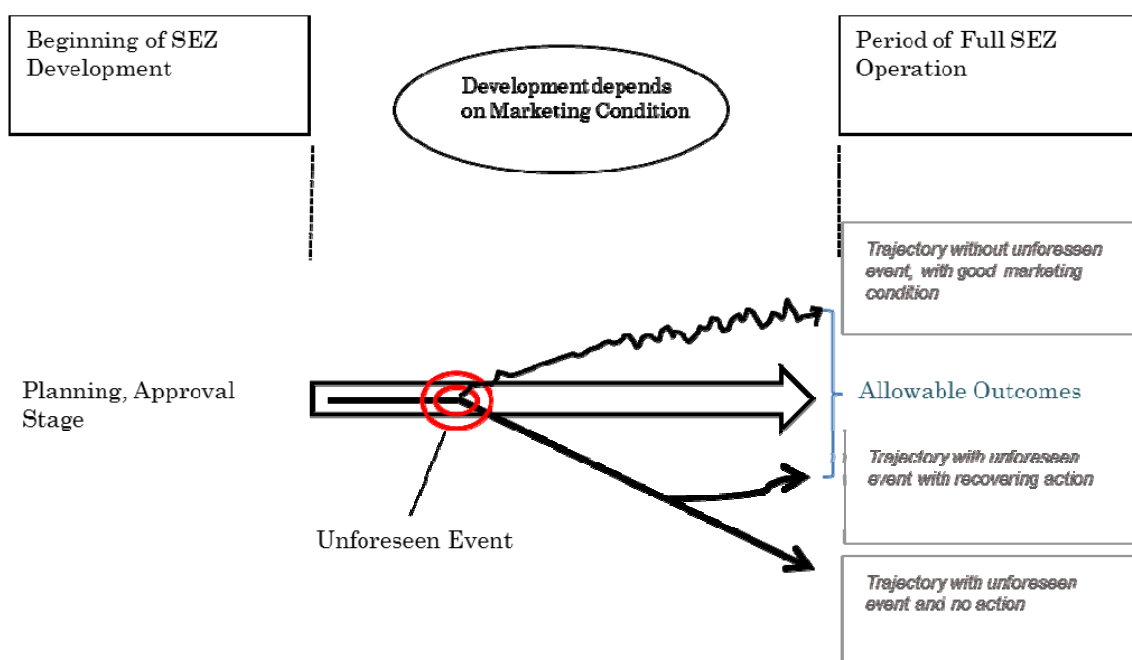 Beginning of SEZ
Development
Development depends
on Marketing Condition
Period of Full SEZ
Operation
Trajectory without unforeseen
event, with good marketing
condition
Planning, Approval
Stage
Allowable Outcomes
Trajectory with unforeseen
event with recovering action
Unforeseen Event
Trajectory with unforeseen
event and no action